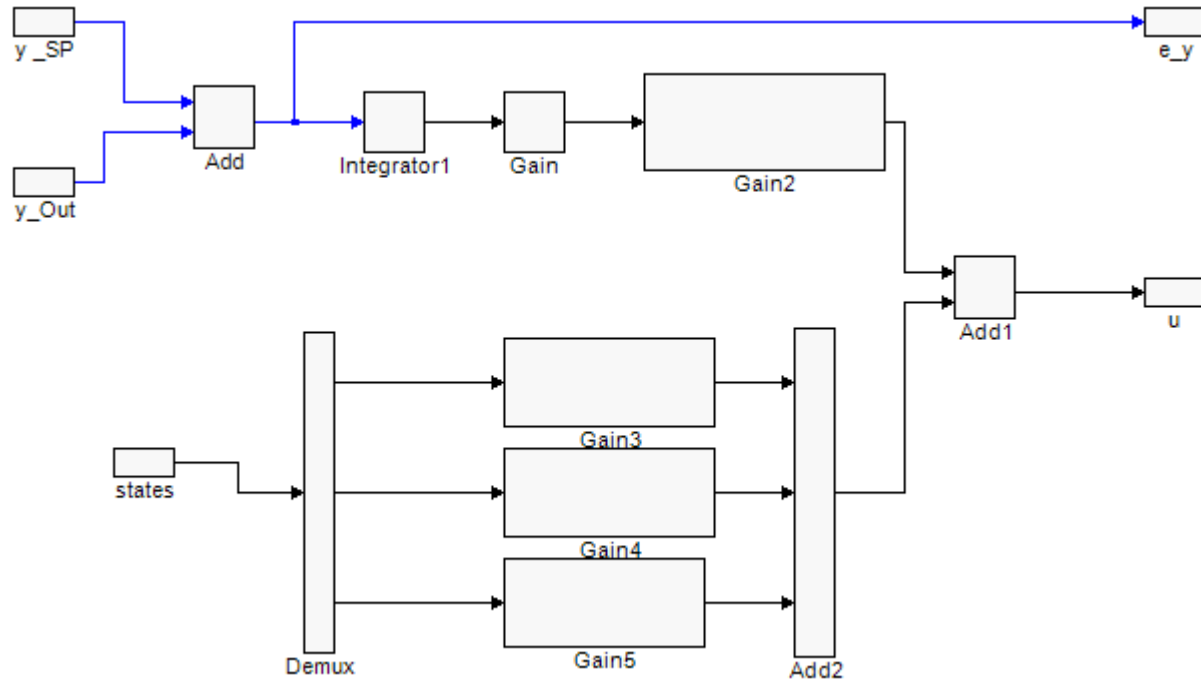 y _SP
e_y
Add
Integrator1
Gain
Gain2
y_Out
u
Add1
Gain3
states
Gain4
Gain5
Demux
Add2